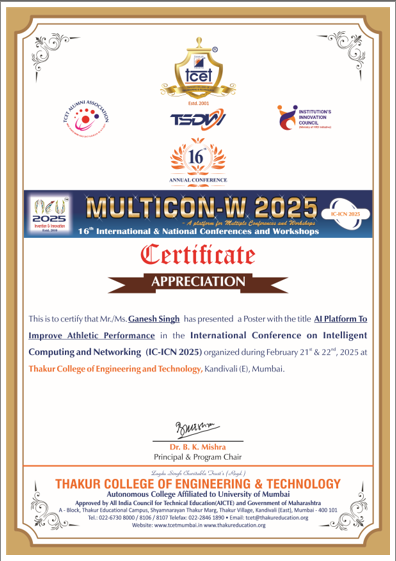 tcet
Estd. 2001
TCET ALUMNI ASSOCIATION
TSDW
INSTITUTION'S
INNOVATION
COUNCIL
16th
ANNUAL CONFERENCE
2025
Invention & Innovation
MULTICON-W 2025
- A platform for Multiple Conferences and Workshops
16th International & National Conferences and Workshops
IC-ICN 2025
Certificate
APPRECIATION
This is to certify that Mr./Ms. Ganesh Singh has presented a Poster with the title AI Platform To
Improve Athletic Performance in the International Conference on Intelligent
Computing and Networking (IC-ICN 2025) organized during February 21st & 22nd, 2025 at
Thakur College of Engineering and Technology, Kandivali (E), Mumbai.
Dr. B. K. Mishra
Principal & Program Chair
Singh Charitable Trust's (Regd.)
THAKUR COLLEGE OF ENGINEERING & TECHNOLOGY
Autonomous College Affiliated to University of Mumbai
Approved by All India Council for Technical Education(AICTE) and Government of Maharashtra
A - Block, Thakur Educational Campus, Shyamnarayan Thakur Marg, Thakur Village, Kandivali (East), Mumbai - 400 101
Tel.: 022-6730 8000 / 8106 / 8107 Telefax: 022-2846 1890 • Email: tcet@thakureducation.org
Website: www.tcetmumbai.in www.thakureducation.org